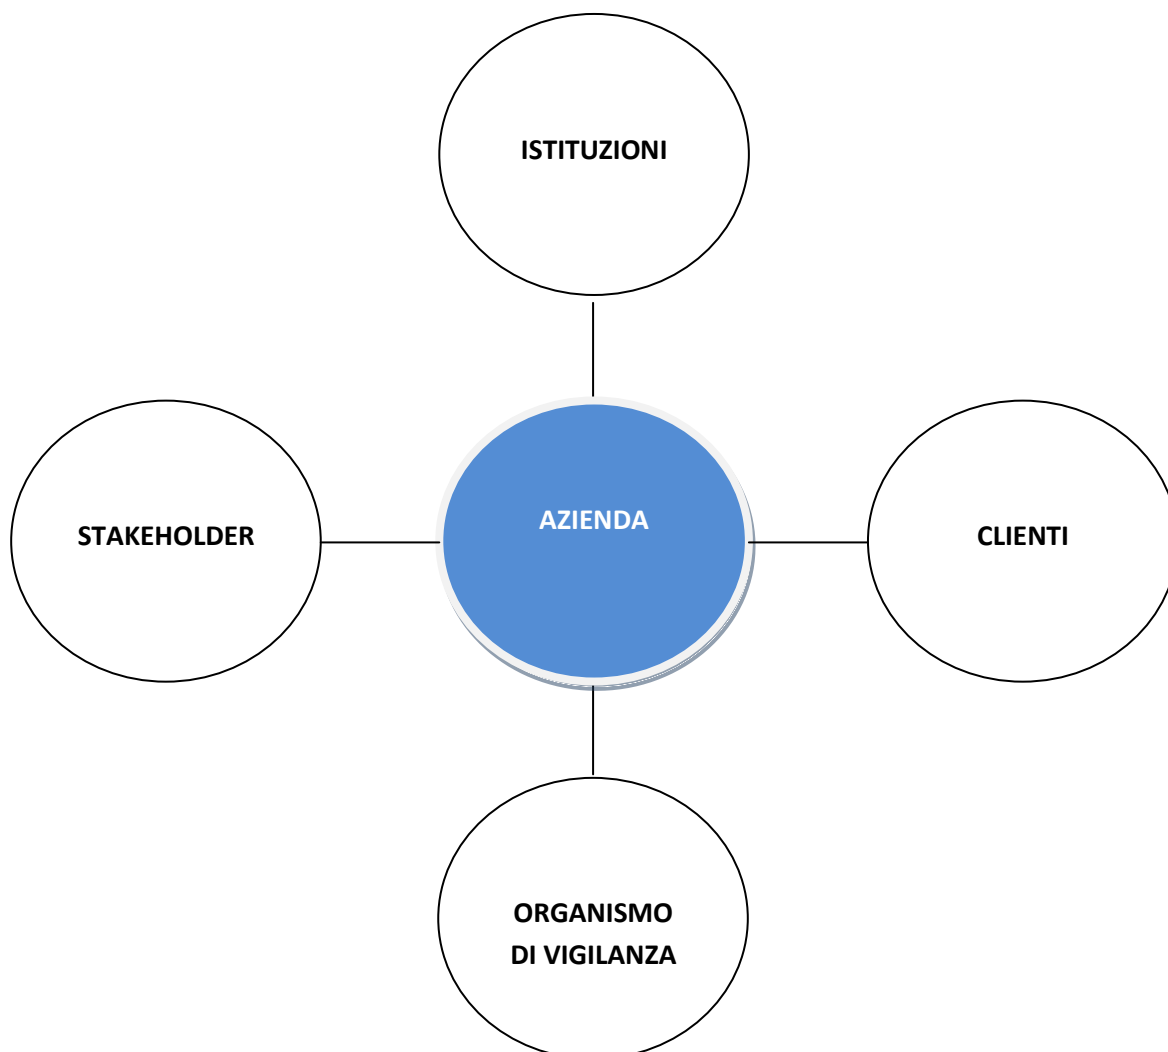 ISTITUZIONI
STAKEHOLDER
AZIENDA
CLIENTI
ORGANISMO
DI VIGILANZA